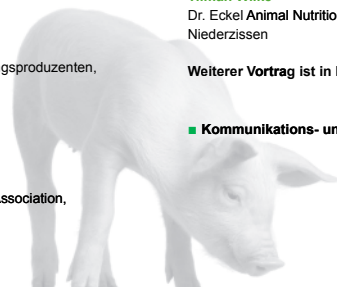 gsproduzenten,
ssociation,
Dr. Eckel Animal Nutritio
Niederzissen
Weiterer Vortrag ist in
■ Kommunikations- un